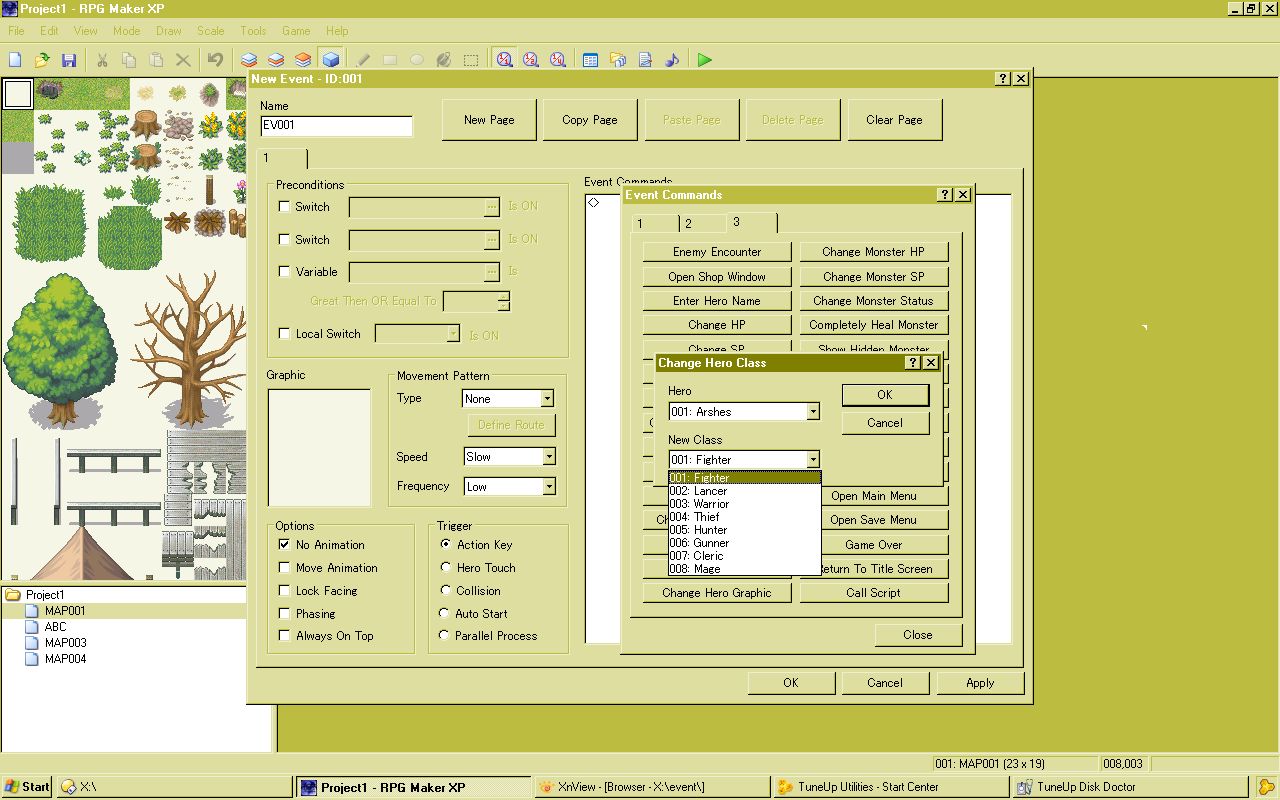 Project1 - RPG Maker XP
File Edit View Mode Draw Scale Tools Game Help
New Event - ID:001
Name
EV001
New Page Copy Page Paste Page Delete Page Clear Page
1
Preconditions
Switch ... Is ON
Switch ... Is ON
Variable ... Is
Great Then OR Equal To
Local Switch Is ON
Graphic
Movement Pattern
Type None
Define Route
Speed Slow
Frequency Low
Options
No Animation
Move Animation
Lock Facing
Phasing
Always On Top
Trigger
Action Key
Hero Touch
Collision
Auto Start
Parallel Process
Event Commands
Event Commands
1 2 3
Enemy Encounter Change Monster HP
Open Shop Window Change Monster SP
Enter Hero Name Change Monster Status
Change HP Completely Heal Monster
Change SP Show Hidden Monster
Change Hero Class
Hero
001: Arshes
New Class
001: Fighter
001: Fighter
002: Lancer
003: Warrior
004: Thief
005: Hunter
006: Gunner
007: Cleric
008: Mage
OK
Cancel
Open Main Menu
Open Save Menu
Game Over
Return To Title Screen
Change Hero Graphic Call Script
Close
OK Cancel Apply
Project1
MAP001
ABC
MAP003
MAP004
001: MAP001 (23 x 19) 008,003
Start X:\ Project1 - RPG Maker XP XnView - [Browser - X:\event\] TuneUp Utilities - Start Center TuneUp Disk Doctor